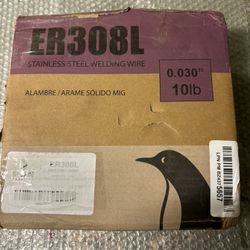 ER308L
STAINLESS STEEL WELDING WIRE
0.030"
10lb
ALAMBRE / ARAME SÓLIDO MIG
ER308L